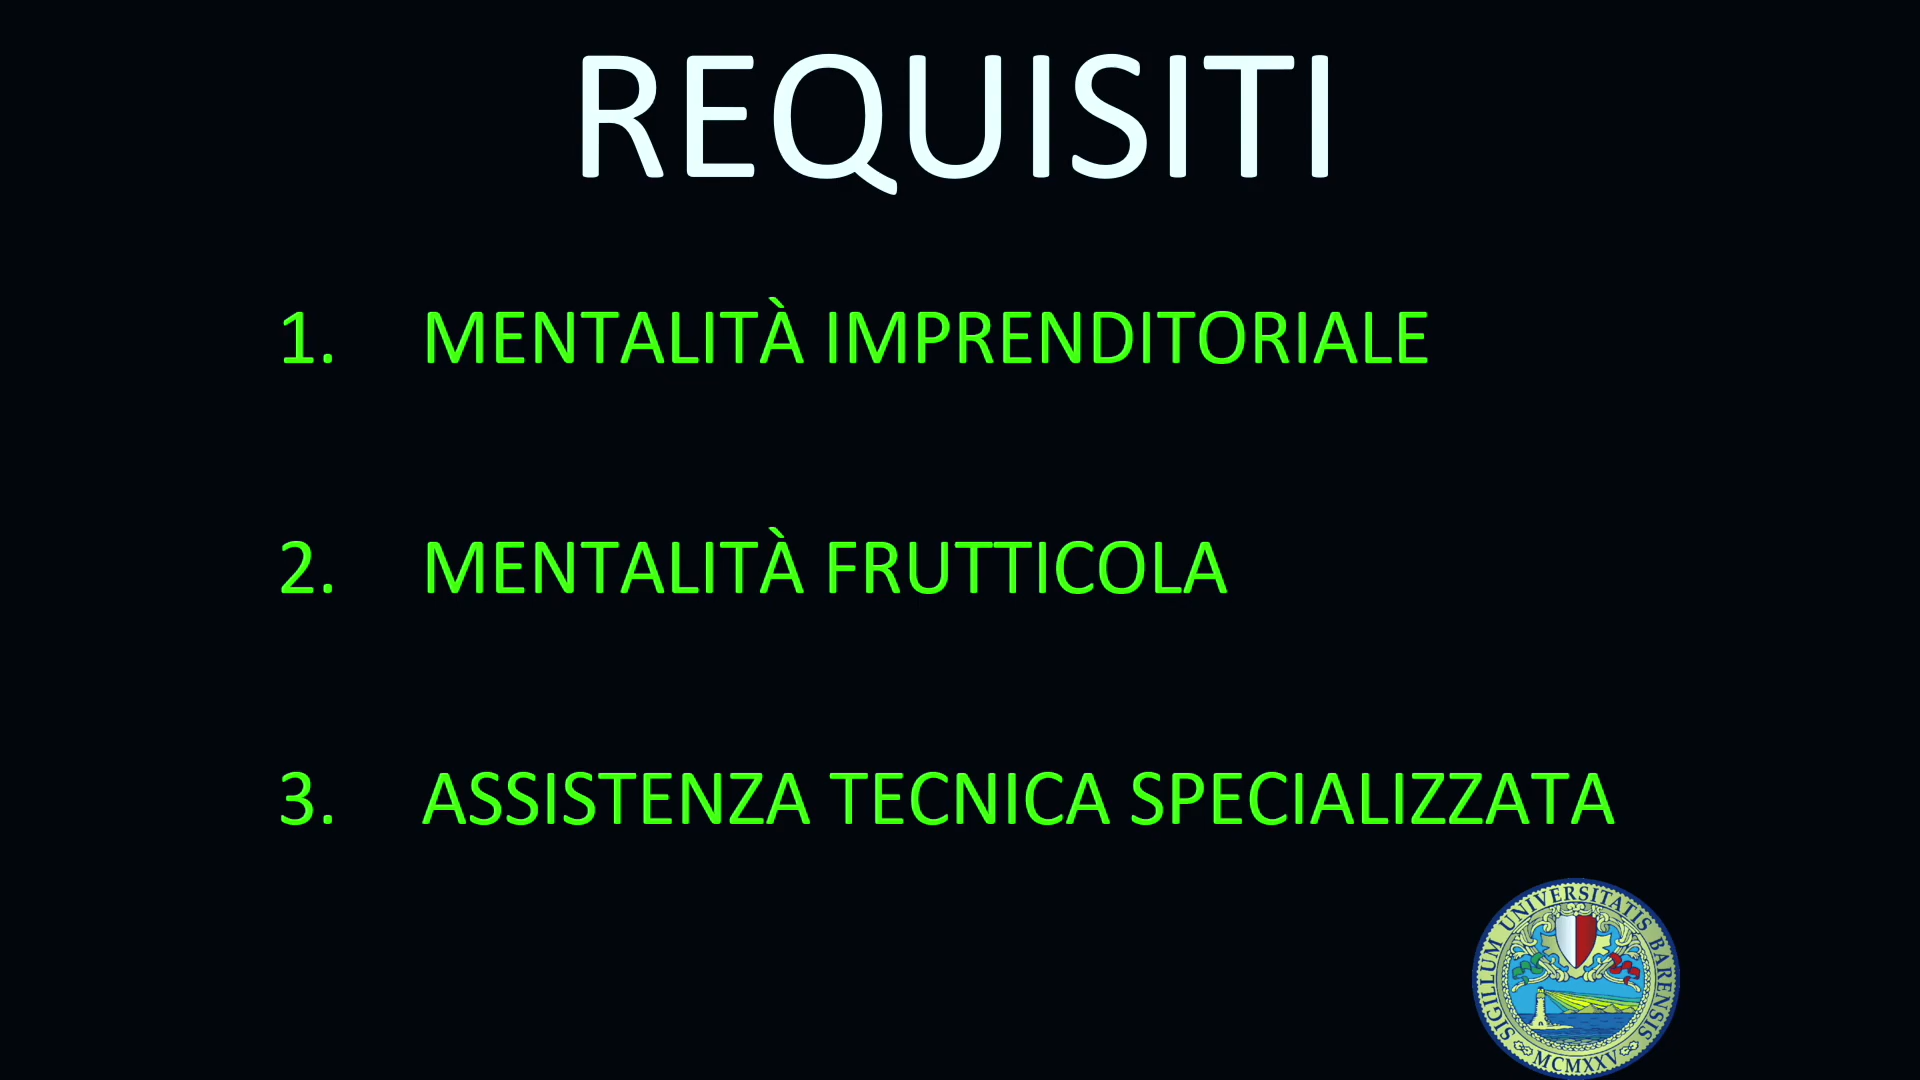 REQUISITI
1. MENTALITÀ IMPRENDITORIALE
2. MENTALITÀ FRUTTICOLA
3. ASSISTENZA TECNICA SPECIALIZZATA
SIGILLUM UNIVERSITATIS BARENSIS
MCMXXV